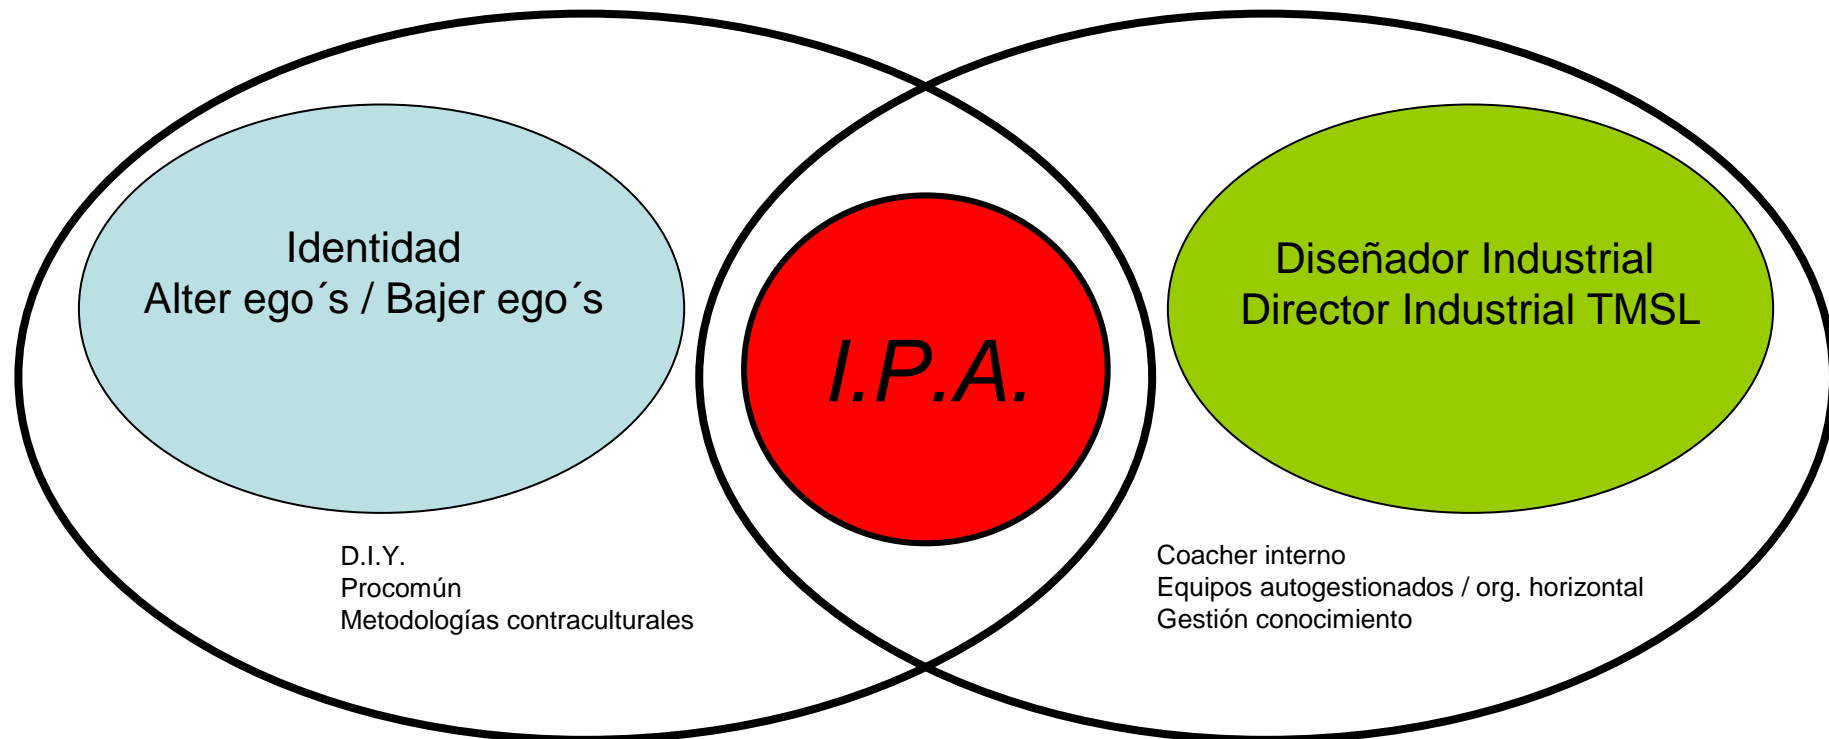 Identidad
Alter ego´s / Bajer ego´s
D.I.Y.
Procomún
Metodologías contraculturales
I.P.A.
Diseñador Industrial
Director Industrial TMSL
Coacher interno
Equipos autogestionados / org. horizontal
Gestión conocimiento